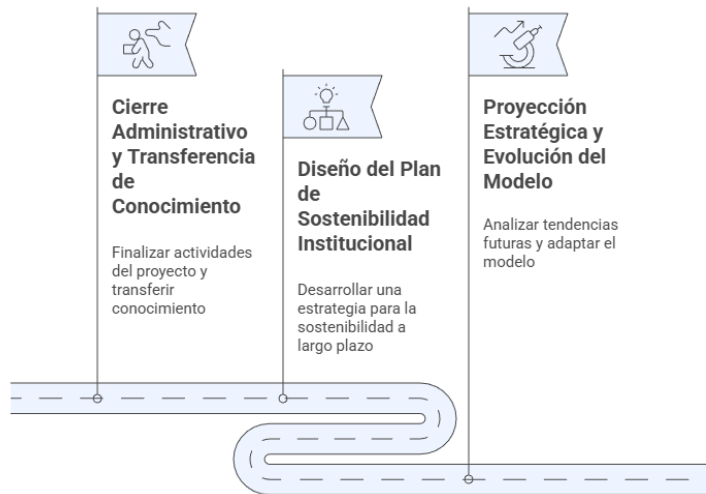 Cierre
Administrativo
y Transferencia
de
Conocimiento
Finalizar actividades
del proyecto y
transferir
conocimiento
Diseño del Plan
de
Sostenibilidad
Institucional
Desarrollar una
estrategia para la
sostenibilidad a
largo plazo
Proyección
Estratégica y
Evolución del
Modelo
Analizar tendencias
futuras y adaptar el
modelo